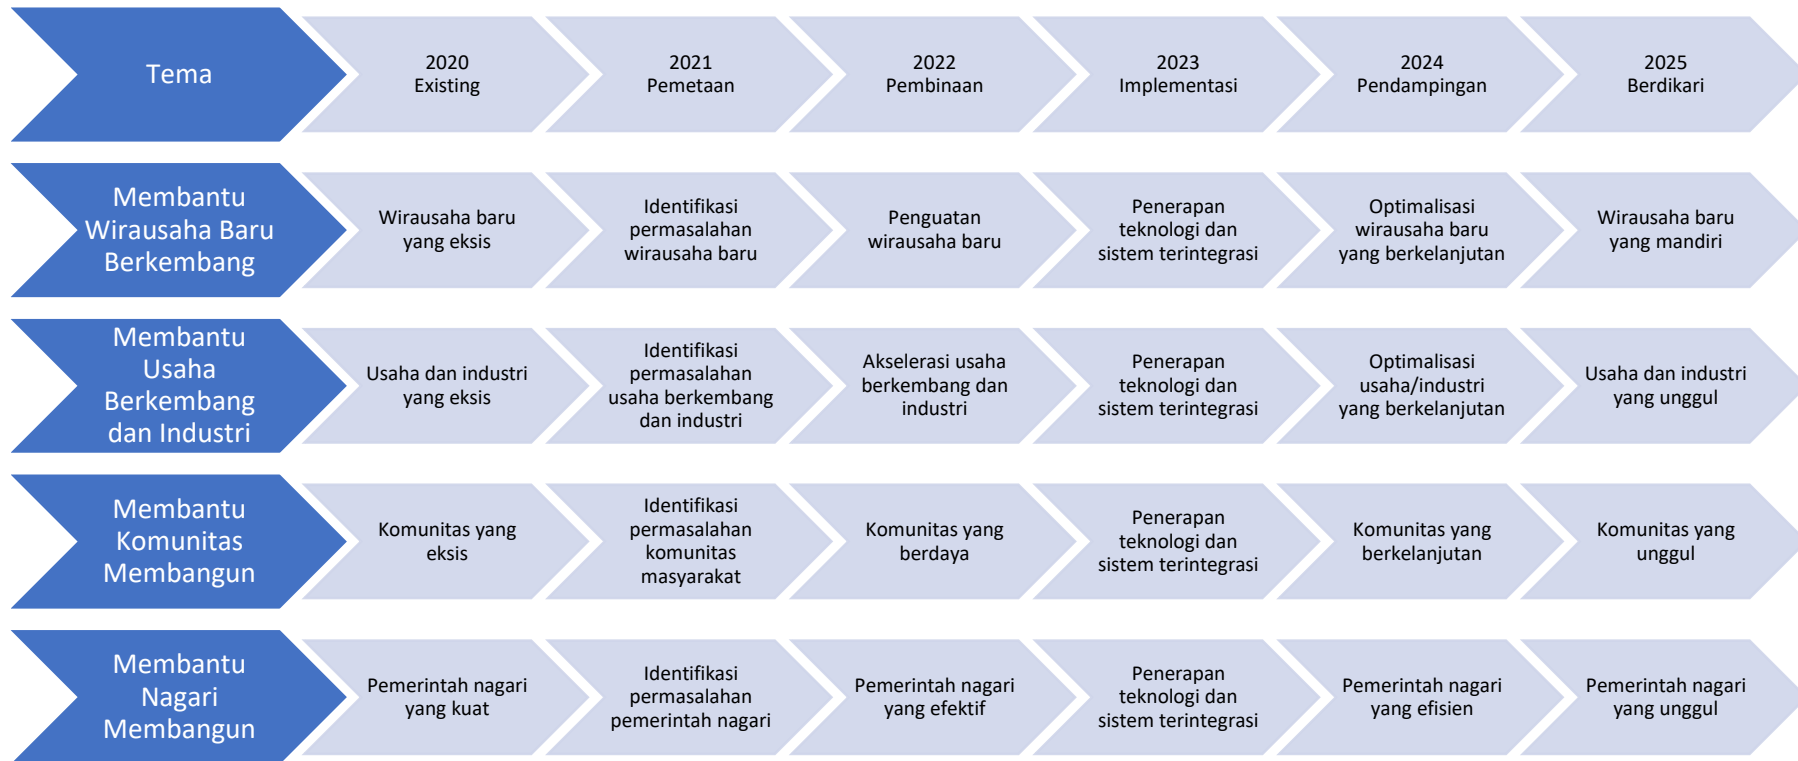 Tema
2020
Existing
2021
Pemetaan
2022
Pembinaan
2023
Implementasi
2024
Pendampingan
2025
Berdikari
Membantu
Wirausaha Baru
Berkembang
Wirausaha baru
yang eksis
Identifikasi
permasalahan
wirausaha baru
Penguatan
wirausaha baru
Penerapan
teknologi dan
sistem terintegrasi
Optimalisasi
wirausaha baru
yang berkelanjutan
Wirausaha baru
yang mandiri
Membantu
Usaha
Berkembang
dan Industri
Usaha dan industri
yang eksis
Identifikasi
permasalahan
usaha berkembang
dan industri
Akselerasi usaha
berkembang dan
industri
Penerapan
teknologi dan
sistem terintegrasi
Optimalisasi
usaha/industri
yang berkelanjutan
Usaha dan industri
yang unggul
Membantu
Komunitas
Membangun
Komunitas yang
eksis
Identifikasi
permasalahan
komunitas
masyarakat
Komunitas yang
berdaya
Penerapan
teknologi dan
sistem terintegrasi
Komunitas yang
berkelanjutan
Komunitas yang
unggul
Membantu
Nagari
Membangun
Pemerintah nagari
yang kuat
Identifikasi
permasalahan
pemerintah nagari
Pemerintah nagari
yang efektif
Penerapan
teknologi dan
sistem terintegrasi
Pemerintah nagari
yang efisien
Pemerintah nagari
yang unggul